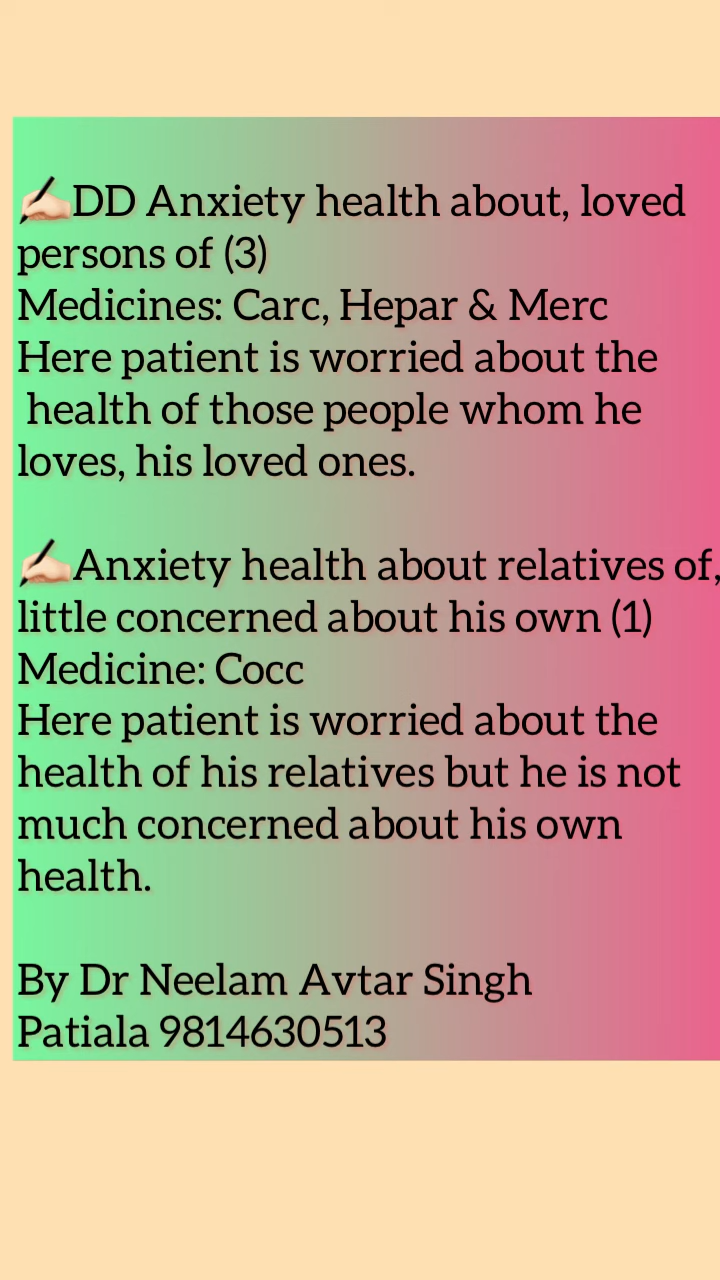 ✍🏻DD Anxiety health about, loved
persons of (3)
Medicines: Carc, Hepar & Merc
Here patient is worried about the
health of those people whom he
loves, his loved ones.
✍🏻Anxiety health about relatives of,
little concerned about his own (1)
Medicine: Cocc
Here patient is worried about the
health of his relatives but he is not
much concerned about his own
health.
By Dr Neelam Avtar Singh
Patiala 9814630513